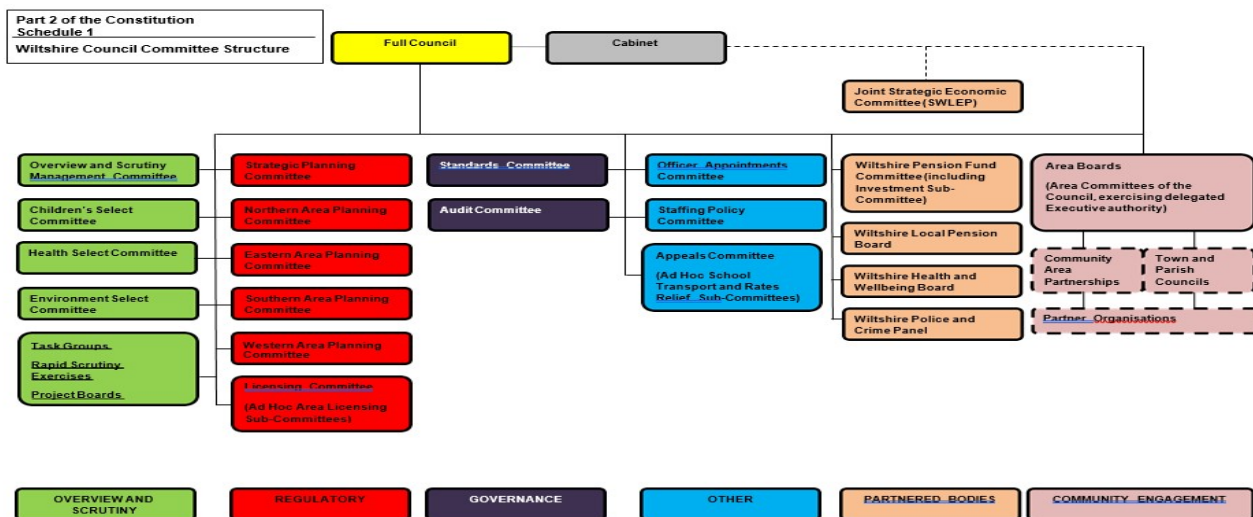 Part 2 of the Constitution
Schedule 1
Wiltshire Council Committee Structure
Full Council
Cabinet
Joint Strategic Economic
Committee (SWLEP)
Overview and Scrutiny
Management Committee
Children's Select
Committee
Health Select Committee
Environment Select
Committee
Task Groups
Rapid Scrutiny
Exercises
Project Boards
Strategic Planning
Committee
Northern Area Planning
Committee
Eastern Area Planning
Committee
Southern Area Planning
Committee
Western Area Planning
Committee
Licensing Committee
(Ad Hoc Area Licensing
Sub-Committees)
Standards Committee
Audit Committee
Officer Appointments
Committee
Staffing Policy
Committee
Appeals Committee
(Ad Hoc School
Transport and Rates
Relief Sub-Committees)
Wiltshire Pension Fund
Committee (including
Investment Sub-
Committee)
Wiltshire Local Pension
Board
Wiltshire Health and
Wellbeing Board
Wiltshire Police and
Crime Panel
Area Boards
(Area Committees of the
Council, exercising delegated
Executive authority)
Community
Area
Partnerships
Town and
Parish
Councils
Partner Organisations
OVERVIEW AND
SCRUTINY
REGULATORY
GOVERNANCE
OTHER
PARTNERED BODIES
COMMUNITY ENGAGEMENT